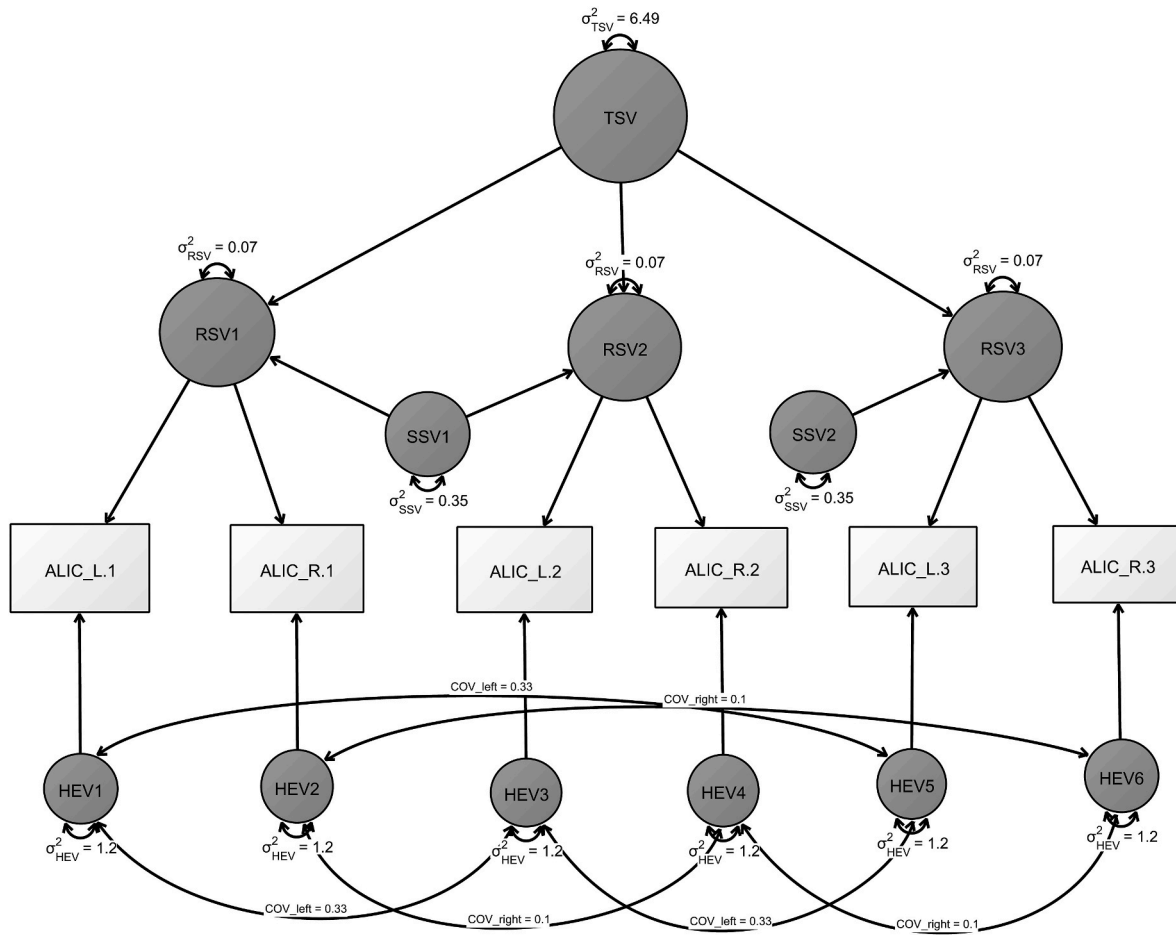 σ²TSV = 6.49
TSV
σ²RSV = 0.07
σ²RSV = 0.07
σ²RSV = 0.07
RSV1
RSV2
RSV3
SSV1
SSV2
σ²SSV = 0.35
σ²SSV = 0.35
ALIC_L.1
ALIC_R.1
ALIC_L.2
ALIC_R.2
ALIC_L.3
ALIC_R.3
COV_left = 0.33
COV_right = 0.1
HEV1
HEV2
HEV3
HEV4
HEV5
HEV6
σ²HEV = 1.2
σ²HEV = 1.2
σ²HEV = 1.2
σ²HEV = 1.2
σ²HEV = 1.2
σ²HEV = 1.2
COV_left = 0.33
COV_right = 0.1
COV_left = 0.33
COV_right = 0.1